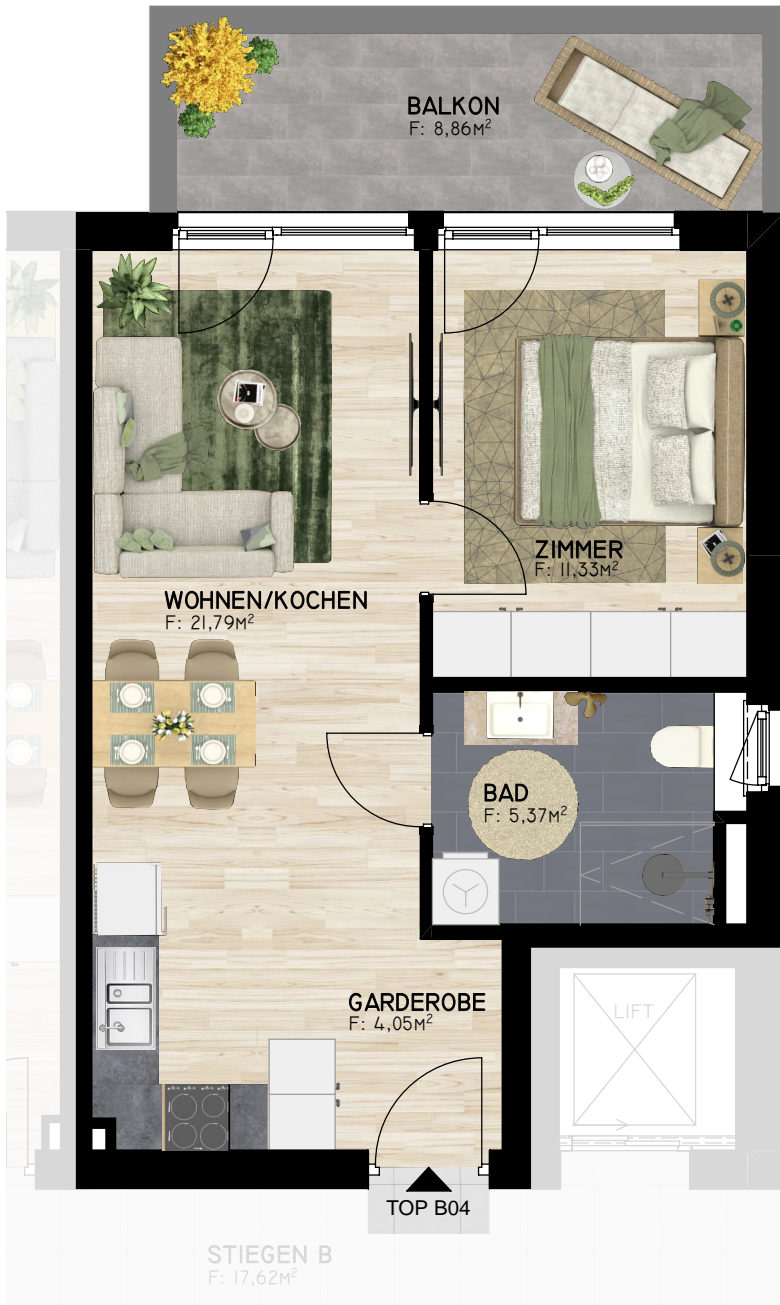 BALKON
F: 8,86M²
ZIMMER
F: 11,33M²
WOHNEN/KOCHEN
F: 21,79M²
BAD
F: 5,37M²
GARDEROBE
F: 4,05M²
LIFT
TOP B04
STIEGEN B
F: 17,62M²